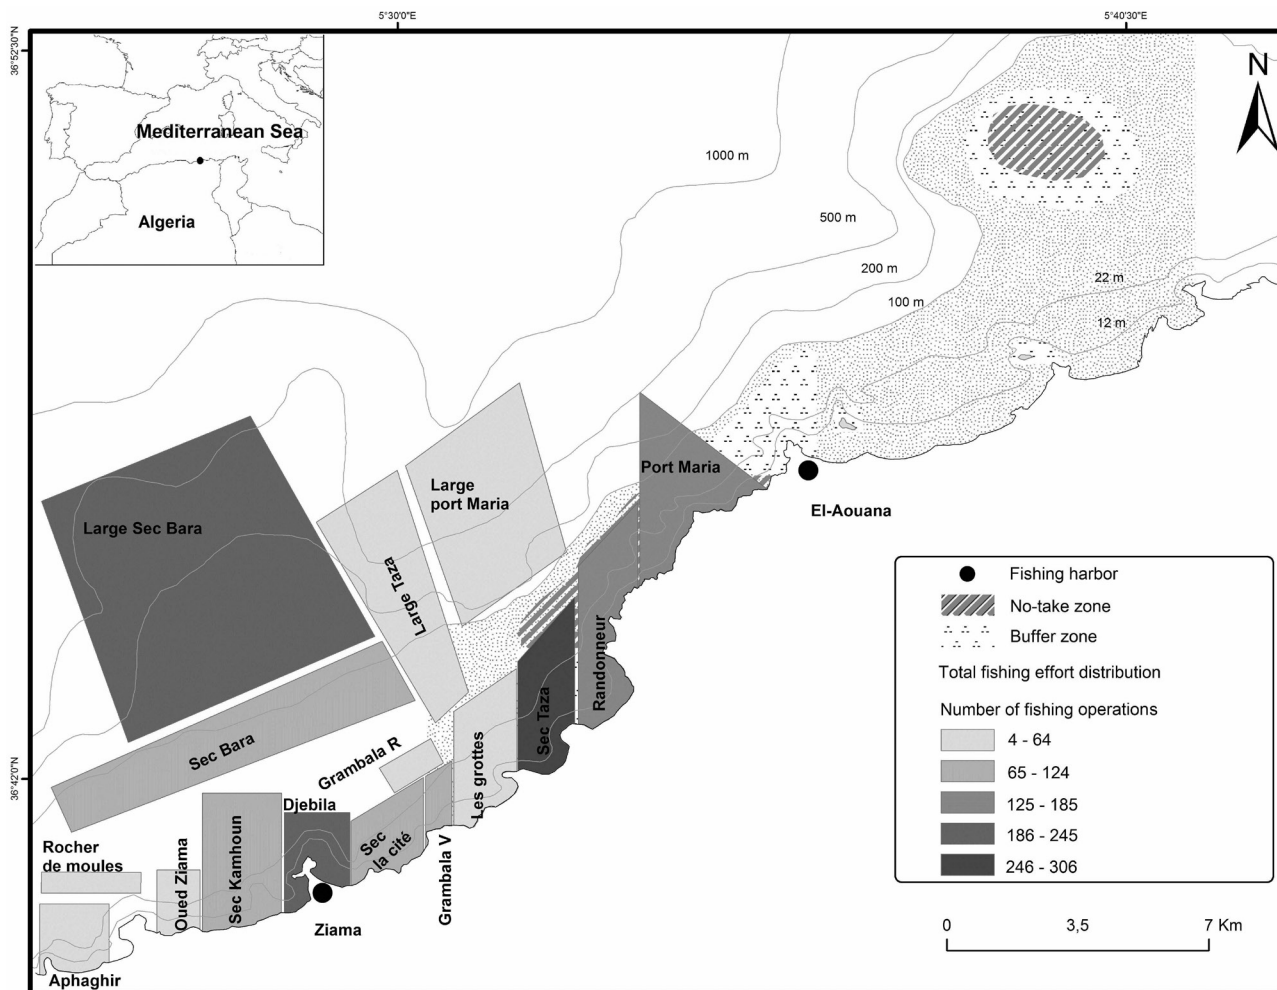 5°30'0"E
5°40'30"E
36°52'30"N
N
Mediterranean Sea
Algeria
1000 m
500 m
200 m
100 m
22 m
12 m
Port Maria
Large
port Maria
El-Aouana
Large Sec Bara
Large Taza
Randonneur
Sec Taza
Sec Bara
Grambala R
Les grottes
36°42'0"N
Djebila
Sec
la cité
Rocher
de moules
Oued Ziama
Sec Kamhoun
Grambala V
Ziama
Aphaghir
Fishing harbor
No-take zone
Buffer zone
Total fishing effort distribution
Number of fishing operations
4 - 64
65 - 124
125 - 185
186 - 245
246 - 306
0 3,5 7 Km